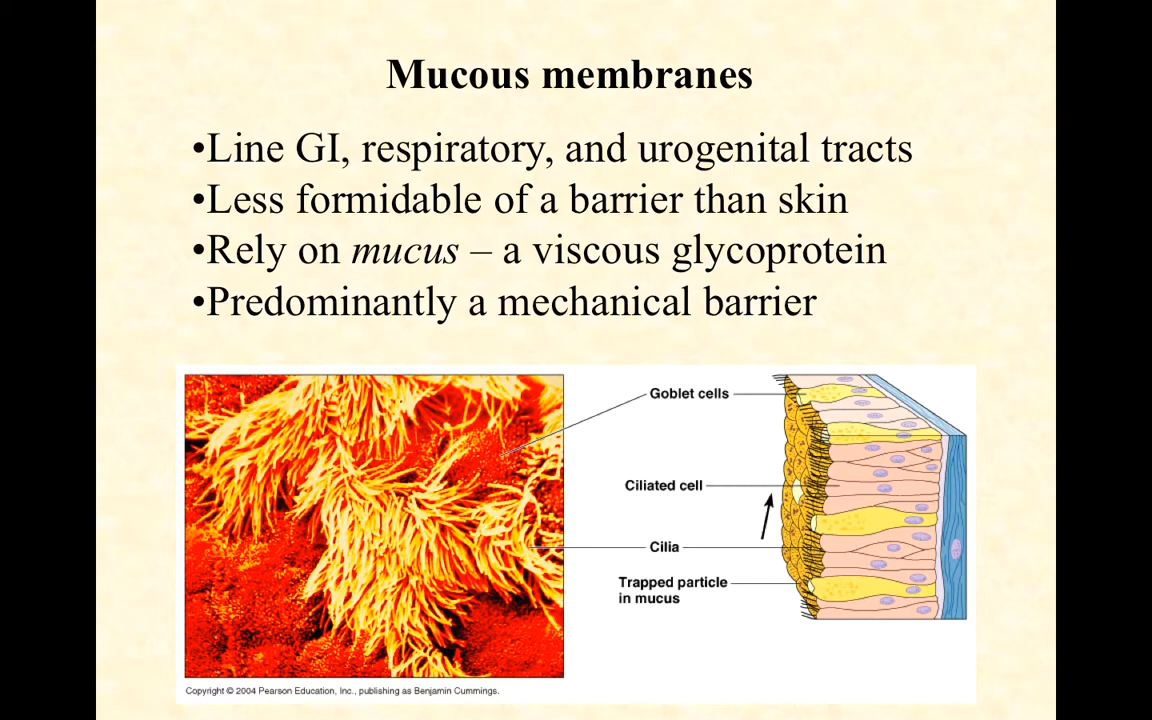 Mucous membranes
•Line GI, respiratory, and urogenital tracts
•Less formidable of a barrier than skin
•Rely on mucus – a viscous glycoprotein
•Predominantly a mechanical barrier
Goblet cells
Ciliated cell
Cilia
Trapped particle
in mucus
Copyright © 2004 Pearson Education, Inc., publishing as Benjamin Cummings.